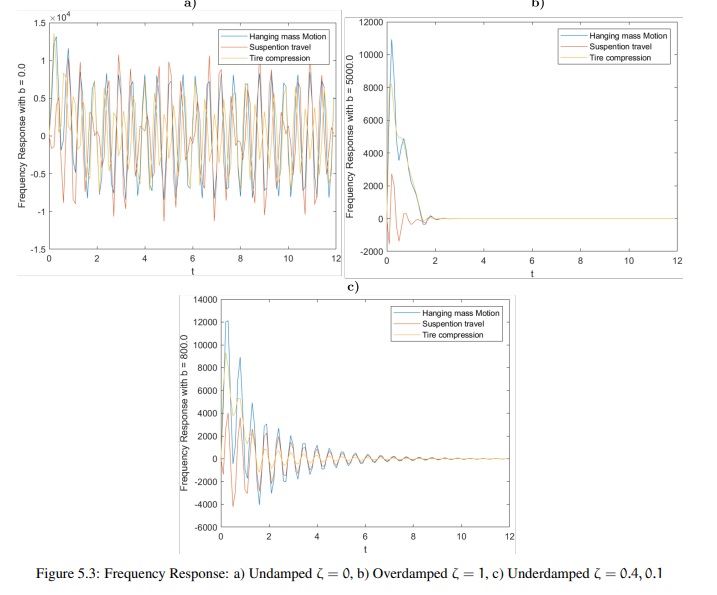 a)
b)
×10⁴
Frequency Response with b = 0.0
1.5
1
0.5
0
-0.5
-1
-1.5
0 2 4 6 8 10 12
t
Hanging mass Motion
Suspention travel
Tire compression
Frequency Response with b = 5000.0
12000
10000
8000
6000
4000
2000
0
-2000
0 2 4 6 8 10 12
t
Hanging mass Motion
Suspention travel
Tire compression
c)
Frequency Response with b = 800.0
14000
12000
10000
8000
6000
4000
2000
0
-2000
-4000
-6000
0 2 4 6 8 10 12
t
Hanging mass Motion
Suspention travel
Tire compression
Figure 5.3: Frequency Response: a) Undamped ζ = 0, b) Overdamped ζ = 1, c) Underdamped ζ = 0.4, 0.1